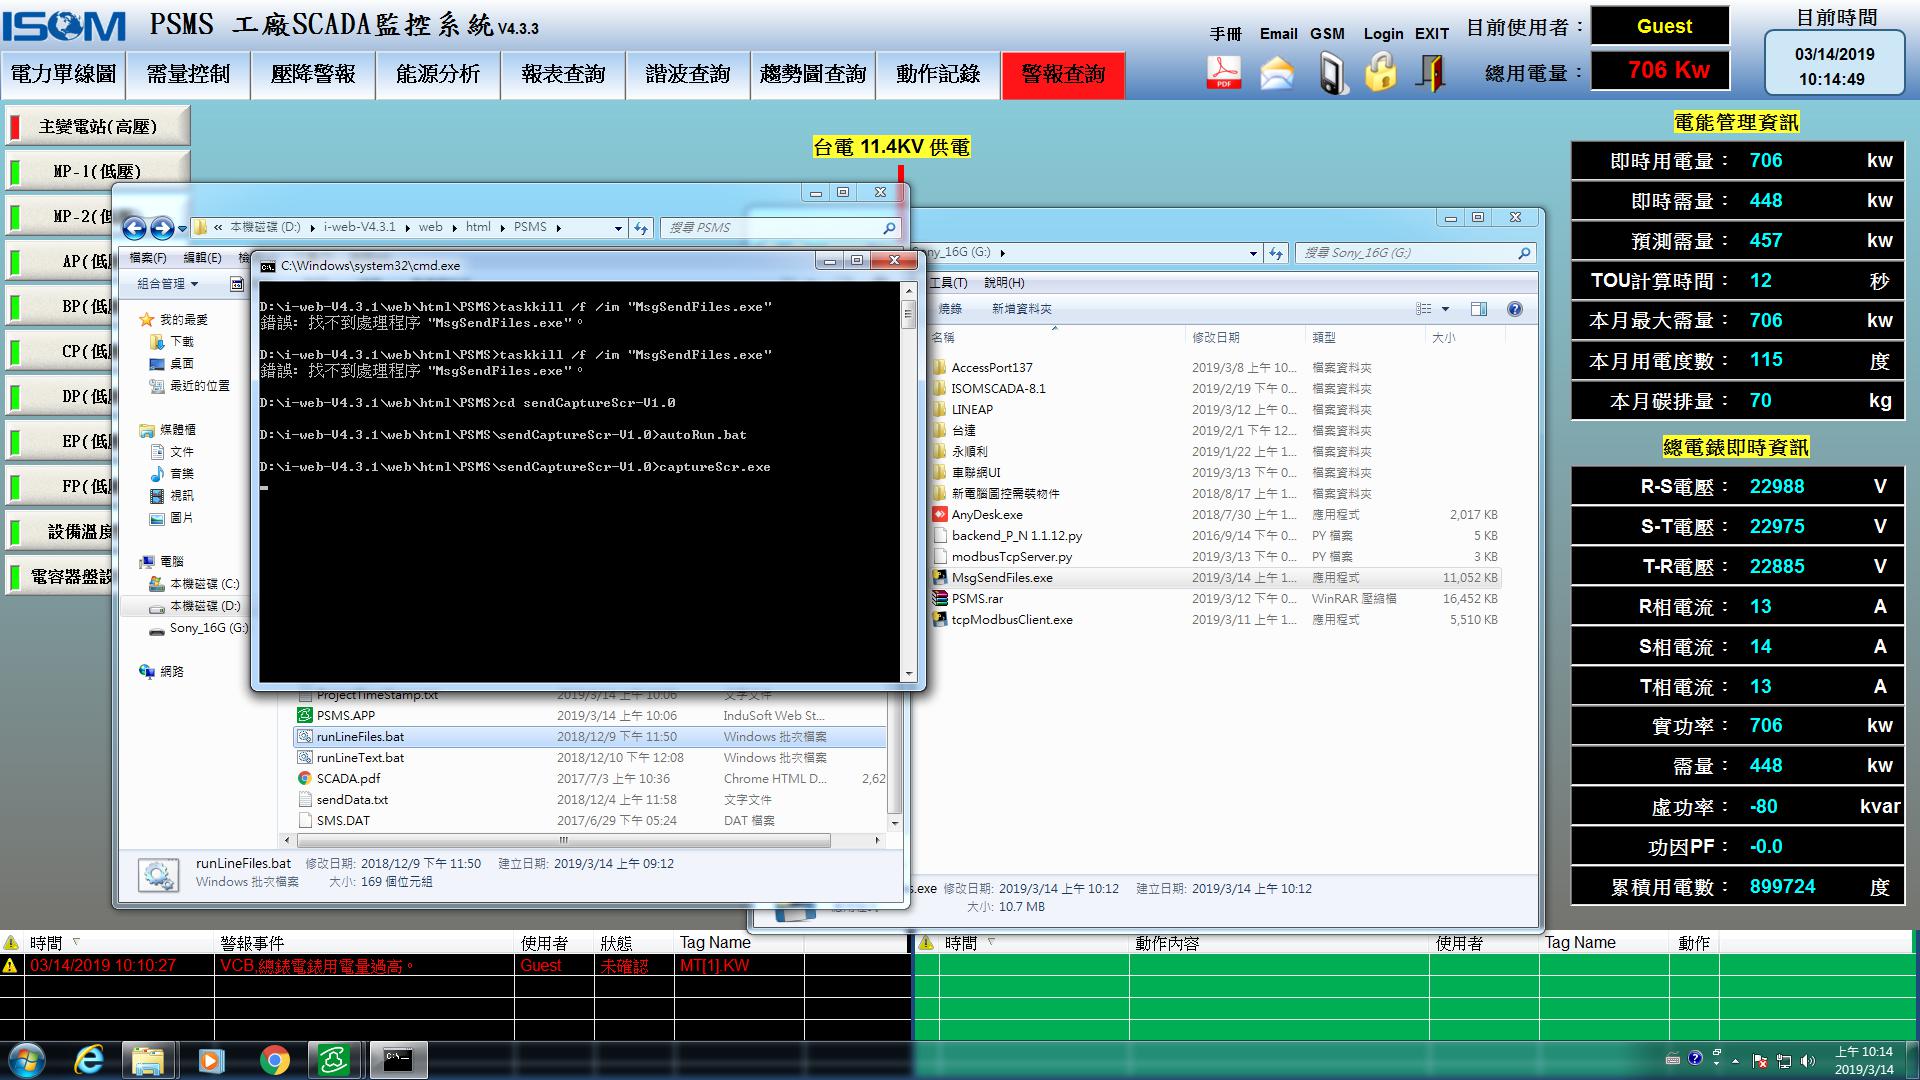 ISOM PSMS 工廠SCADA監控系統 V4.3.3
手冊 Email GSM Login EXIT
目前使用者： Guest
總用電量： 706 Kw
目前時間
03/14/2019
10:14:49
電力單線圖 需量控制 壓降警報 能源分析 報表查詢 諧波查詢 趨勢圖查詢 動作記錄 警報查詢
PDF
主變電站(高壓)
MP-1(低壓)
MP-2(低
AP(低
BP(低
CP(低
DP(低
EP(低
FP(低
設備溫度
電容器盤設
台電 11.4KV 供電
« 本機磁碟 (D:) ▸ i-web-V4.3.1 ▸ web ▸ html ▸ PSMS ▸
搜尋 PSMS
檔案(F) 編輯(E) 檢
組合管理
我的最愛
下載
桌面
最近的位置
媒體櫃
文件
音樂
視訊
圖片
電腦
本機磁碟 (C:)
本機磁碟 (D:)
Sony_16G (G:)
網路
C:\Windows\system32\cmd.exe
D:\i-web-V4.3.1\web\html\PSMS>taskkill /f /im "MsgSendFiles.exe"
錯誤: 找不到處理程序 "MsgSendFiles.exe"。
D:\i-web-V4.3.1\web\html\PSMS>taskkill /f /im "MsgSendFiles.exe"
錯誤: 找不到處理程序 "MsgSendFiles.exe"。
D:\i-web-V4.3.1\web\html\PSMS>cd sendCaptureScr-V1.0
D:\i-web-V4.3.1\web\html\PSMS\sendCaptureScr-V1.0>autoRun.bat
D:\i-web-V4.3.1\web\html\PSMS\sendCaptureScr-V1.0>captureScr.exe
ProjectTimeStamp.txt 2019/3/14 上午 10:06 文字文件
PSMS.APP 2019/3/14 上午 10:06 InduSoft Web St...
runLineFiles.bat 2018/12/9 下午 11:50 Windows 批次檔案
runLineText.bat 2018/12/10 下午 12:08 Windows 批次檔案
SCADA.pdf 2017/7/3 上午 10:36 Chrome HTML D... 2,62
sendData.txt 2018/12/4 上午 11:58 文字文件
SMS.DAT 2017/6/29 下午 05:24 DAT 檔案
runLineFiles.bat 修改日期: 2018/12/9 下午 11:50 建立日期: 2019/3/14 上午 09:12
Windows 批次檔案 大小: 169 個位元組
ny_16G (G:) ▸
搜尋 Sony_16G (G:)
工具(T) 說明(H)
燒錄 新增資料夾
名稱 修改日期 類型 大小
AccessPort137 2019/3/8 上午 10... 檔案資料夾
ISOMSCADA-8.1 2019/2/19 下午 0... 檔案資料夾
LINEAP 2019/3/12 上午 0... 檔案資料夾
台達 2019/2/1 下午 12... 檔案資料夾
永順利 2019/1/22 上午 1... 檔案資料夾
車聯網UI 2019/3/13 下午 0... 檔案資料夾
新電腦圖控需裝物件 2018/8/17 上午 1... 檔案資料夾
AnyDesk.exe 2018/7/30 上午 1... 應用程式 2,017 KB
backend_P_N 1.1.12.py 2016/9/14 下午 0... PY 檔案 5 KB
modbusTcpServer.py 2019/3/13 下午 0... PY 檔案 3 KB
MsgSendFiles.exe 2019/3/14 上午 1... 應用程式 11,052 KB
PSMS.rar 2019/3/12 下午 0... WinRAR 壓縮檔 16,452 KB
tcpModbusClient.exe 2019/3/11 上午 1... 應用程式 5,510 KB
s.exe 修改日期: 2019/3/14 上午 10:12 建立日期: 2019/3/14 上午 10:12
大小: 10.7 MB
電能管理資訊
即時用電量： 706 kw
即時需量： 448 kw
預測需量： 457 kw
TOU計算時間： 12 秒
本月最大需量： 706 kw
本月用電度數： 115 度
本月碳排量： 70 kg
總電錶即時資訊
R-S電壓： 22988 V
S-T電壓： 22975 V
T-R電壓： 22885 V
R相電流： 13 A
S相電流： 14 A
T相電流： 13 A
實功率： 706 kw
需量： 448 kw
虛功率： -80 kvar
功因PF： -0.0
累積用電數： 899724 度
時間 警報事件 使用者 狀態 Tag Name
03/14/2019 10:10:27 VCB,總錶電錶用電量過高。 Guest 未確認 MT[1].KW
時間 動作內容 使用者 Tag Name 動作
上午 10:14
2019/3/14